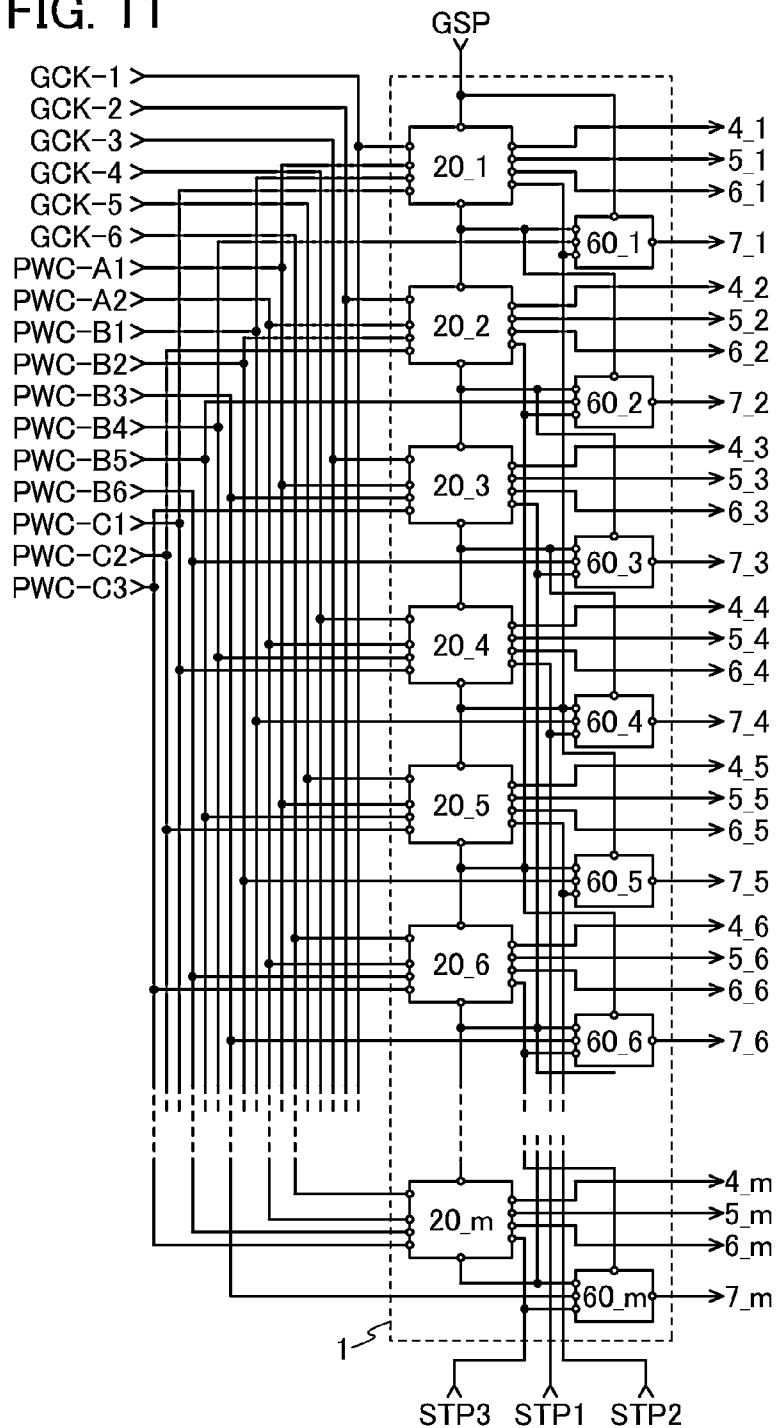 FIG. 11
GSP
GCK-1
GCK-2
GCK-3
GCK-4
GCK-5
GCK-6
PWC-A1
PWC-A2
PWC-B1
PWC-B2
PWC-B3
PWC-B4
PWC-B5
PWC-B6
PWC-C1
PWC-C2
PWC-C3
20_1
4_1
5_1
6_1
60_1
7_1
20_2
4_2
5_2
6_2
60_2
7_2
20_3
4_3
5_3
6_3
60_3
7_3
20_4
4_4
5_4
6_4
60_4
7_4
20_5
4_5
5_5
6_5
60_5
7_5
20_6
4_6
5_6
6_6
60_6
7_6
20_m
4_m
5_m
6_m
60_m
7_m
1
STP3 STP1 STP2